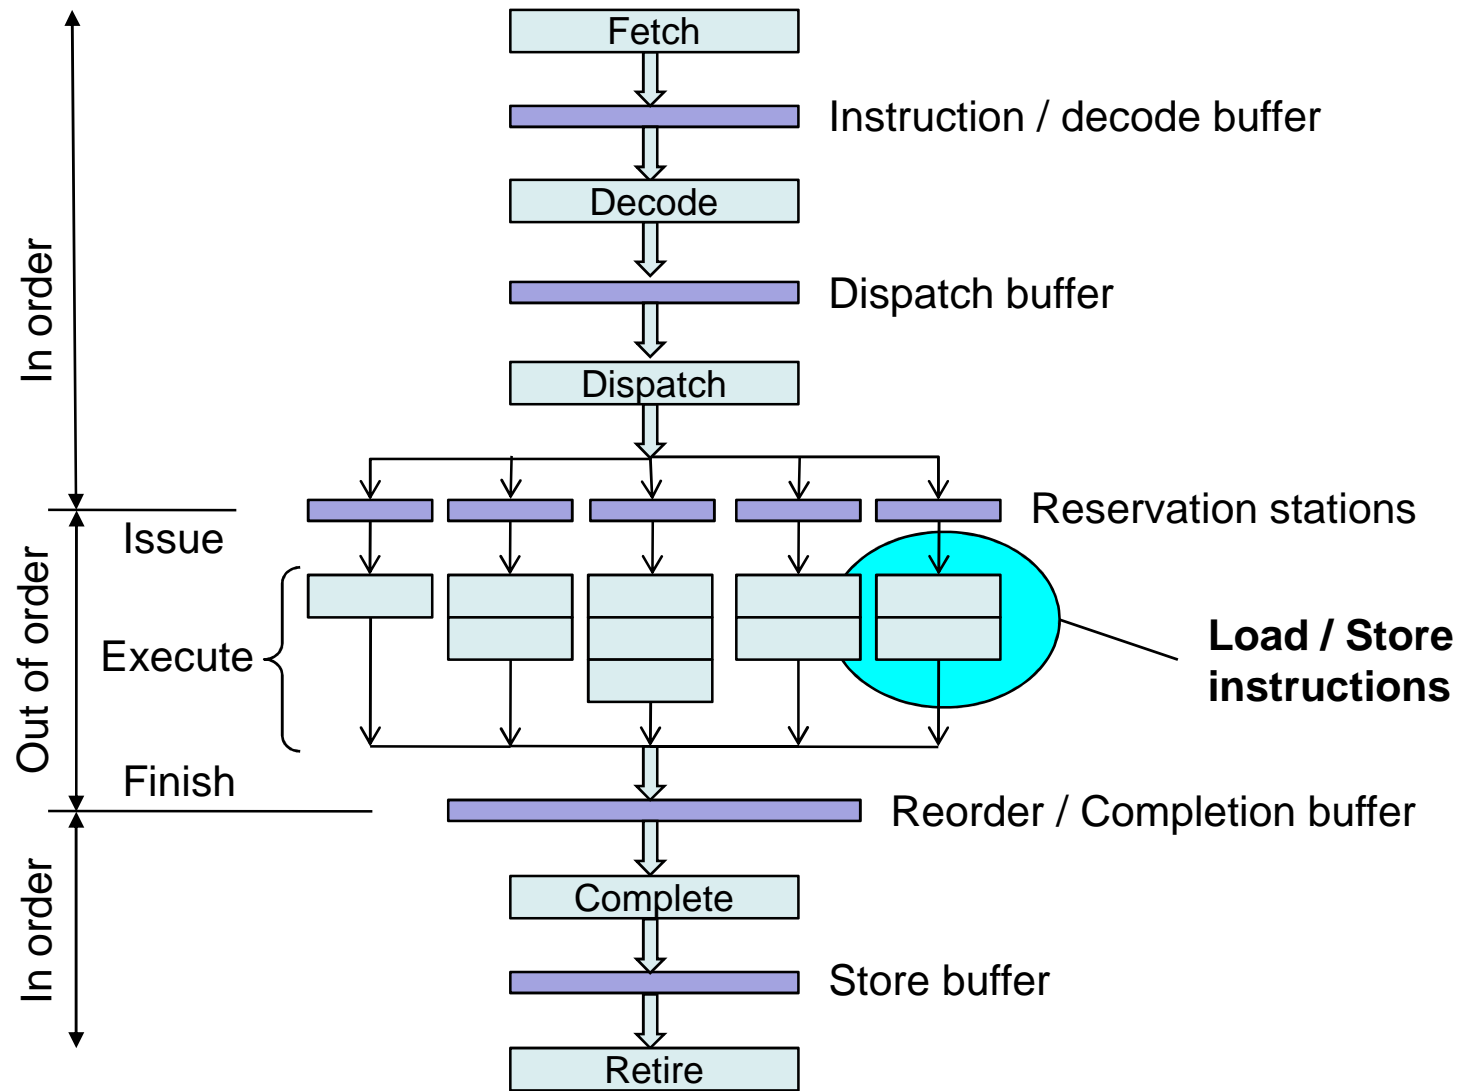 Fetch
Instruction / decode buffer
Decode
In order
Dispatch buffer
Dispatch
Reservation stations
Issue
Out of order
Execute
Load / Store
instructions
Finish
Reorder / Completion buffer
Complete
In order
Store buffer
Retire